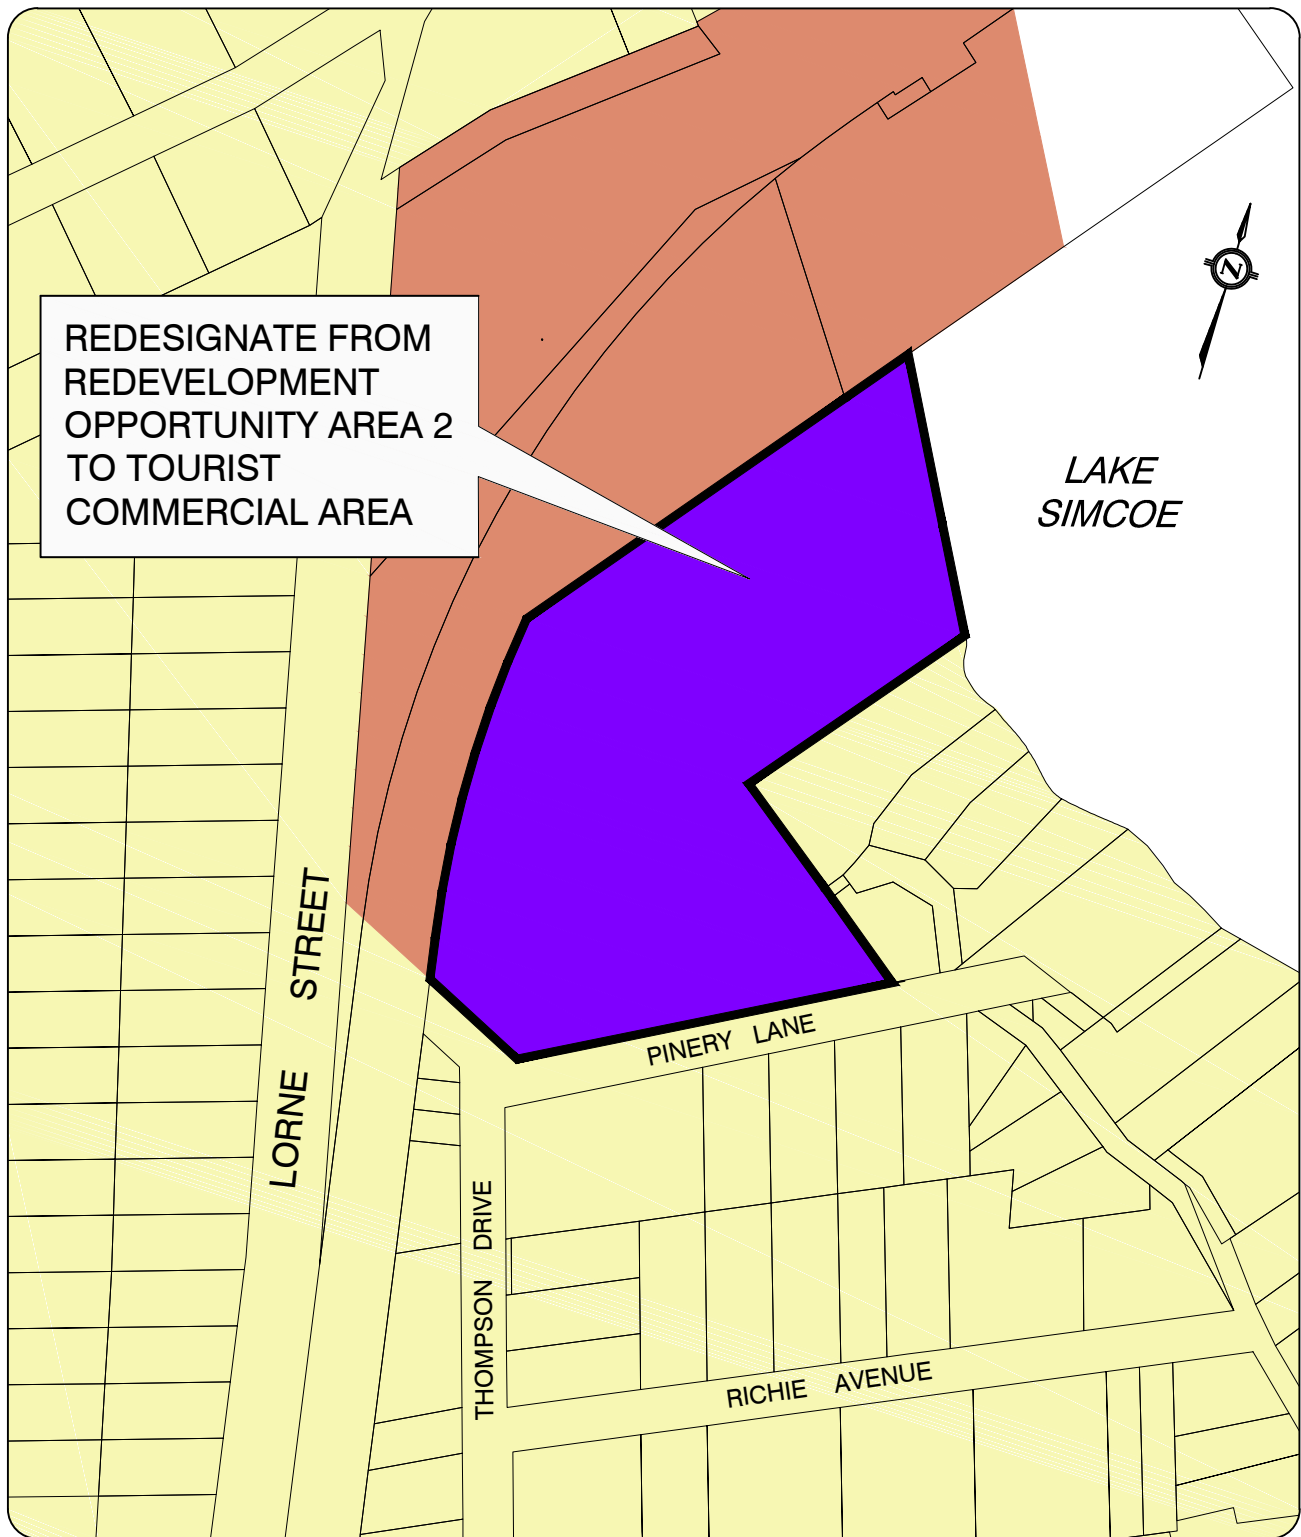 REDESIGNATE FROM
REDEVELOPMENT
OPPORTUNITY AREA 2
TO TOURIST
COMMERCIAL AREA
N
LAKE
SIMCOE
LORNE STREET
PINERY LANE
THOMPSON DRIVE
RICHIE AVENUE